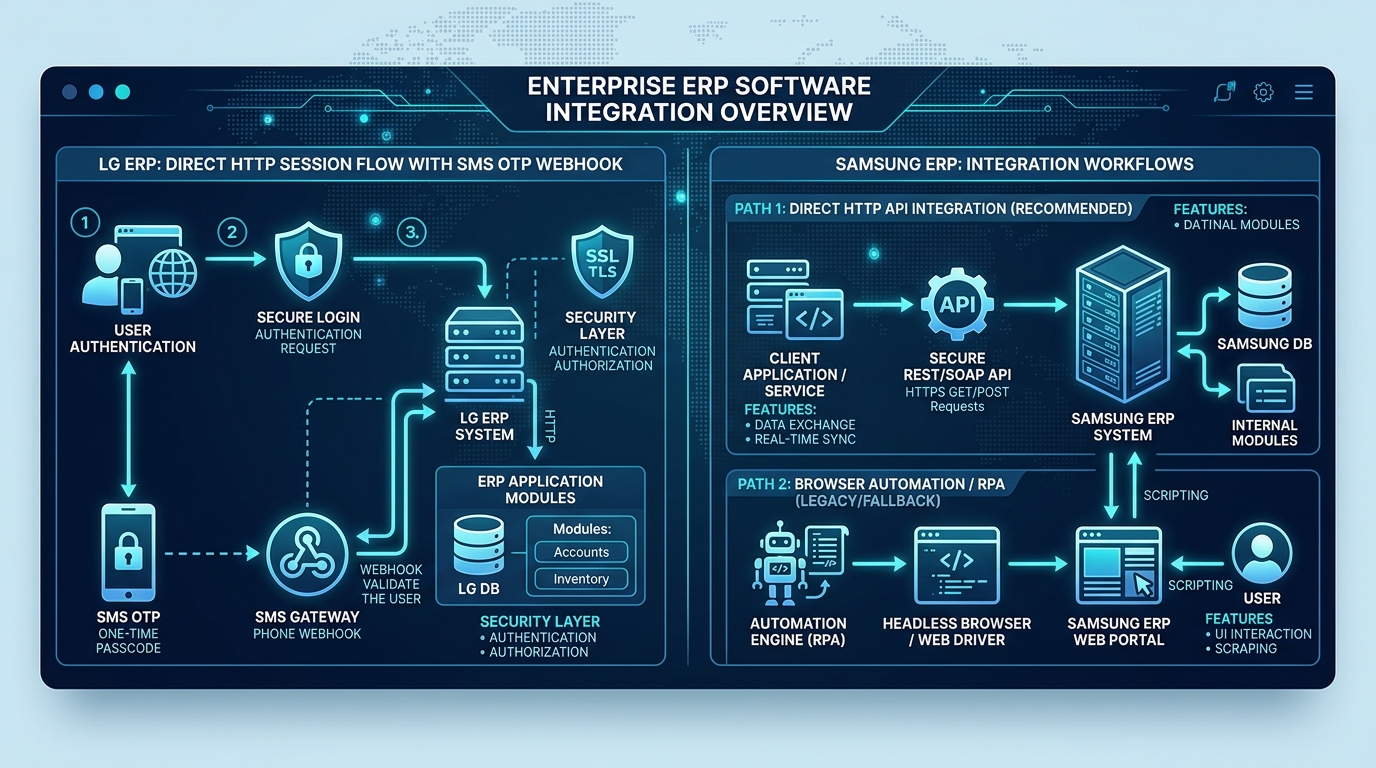 ENTERPRISE ERP SOFTWARE
INTEGRATION OVERVIEW
LG ERP: DIRECT HTTP SESSION FLOW WITH SMS OTP WEBHOOK
1
2
3.
USER
AUTHENTICATION
SECURE LOGIN
AUTHENTICATION
REQUEST
SSL
TLS
SECURITY
LAYER
AUTHENTICATION
AUTHORIZATION
LG ERP
SYSTEM
HTTP
SMS OTP
ONE-TIME
PASSCODE
SMS GATEWAY
PHONE WEBHOOK
WEBHOOK
VALIDATE
THE USER
ERP APPLICATION
MODULES
LG DB
Modules:
Accounts
Inventory
SECURITY LAYER
• AUTHENTICATION
• AUTHORIZATION
SAMSUNG ERP: INTEGRATION WORKFLOWS
PATH 1: DIRECT HTTP API INTEGRATION (RECOMMENDED)
FEATURES:
• DATINAL MODULES
</>
CLIENT
APPLICATION /
SERVICE
FEATURES:
• DATA EXCHANGE
• REAL-TIME SYNC
API
SECURE
REST/SOAP API
HTTPS GET/POST
Requests
SAMSUNG ERP
SYSTEM
SAMSUNG DB
INTERNAL
MODULES
PATH 2: BROWSER AUTOMATION / RPA
(LEGACY/FALLBACK)
SCRIPTING
</>
AUTOMATION
ENGINE (RPA)
</>
HEADLESS BROWSER
/ WEB DRIVER
SAMSUNG ERP
WEB PORTAL
SCRIPTING
USER
FEATURES
• UI INTERACTION
• SCRAPING